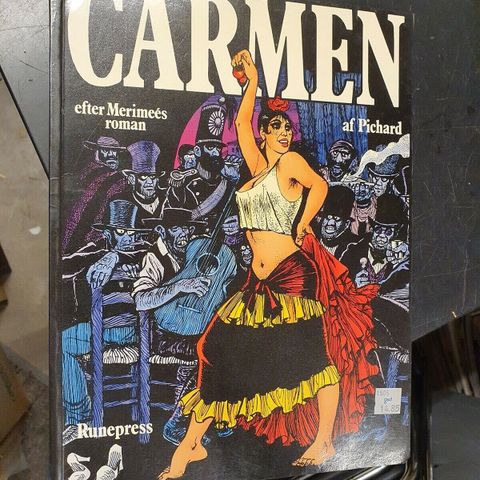 CARMEN
efter Merimeés
roman
af Pichard
Runepress